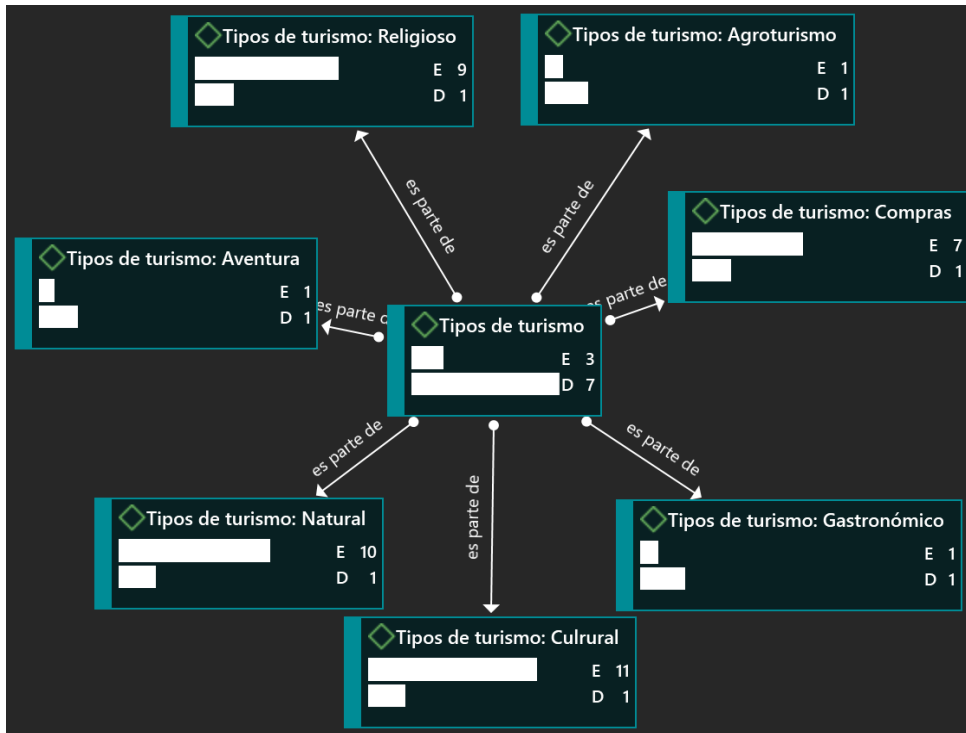 Tipos de turismo: Religioso
E 9
D 1
Tipos de turismo: Agroturismo
E 1
D 1
es parte de
es parte de
Tipos de turismo: Compras
E 7
D 1
Tipos de turismo: Aventura
E 1
D 1
es parte de
es parte d
Tipos de turismo
E 3
D 7
es parte de
es parte de
es parte de
Tipos de turismo: Natural
E 10
D 1
Tipos de turismo: Gastronómico
E 1
D 1
Tipos de turismo: Culrural
E 11
D 1